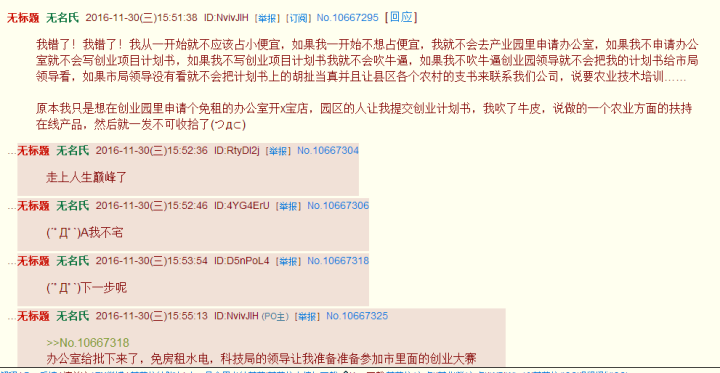 无标题 无名氏 2016-11-30(三)15:51:38 ID:NvivJIH [举报] [订阅] No.10667295 [回应]
我错了！我错了！我从一开始就不应该占小便宜，如果我一开始不想占便宜，我就不会去产业园里申请办公室，如果我不申请办公
室就不会写创业项目计划书，如果我不写创业项目计划书我就不会吹牛逼，如果我不吹牛逼创业园领导就不会把我的计划书给市局
领导看，如果市局领导没有看就不会把计划书上的胡扯当真并且让县区各个农村的支书来联系我们公司，说要农业技术培训……
原本我只是想在创业园里申请个免租的办公室开x宝店，园区的人让我提交创业计划书，我吹了牛皮，说做的一个农业方面的扶持
在线产品，然后就一发不可收拾了(つд⊂)
…无标题 无名氏 2016-11-30(三)15:52:36 ID:RtyDl2j [举报] No.10667304
走上人生巅峰了
…无标题 无名氏 2016-11-30(三)15:52:46 ID:4YG4ErU [举报] No.10667306
(ﾟДﾟ)A我不宅
…无标题 无名氏 2016-11-30(三)15:53:54 ID:D5nPoL4 [举报] No.10667318
(ﾟДﾟ)下一步呢
…无标题 无名氏 2016-11-30(三)15:55:13 ID:NvivJIH (PO主) [举报] No.10667325
>>No.10667318
办公室给批下来了，免房租水电，科技局的领导让我准备准备参加市里面的创业大赛